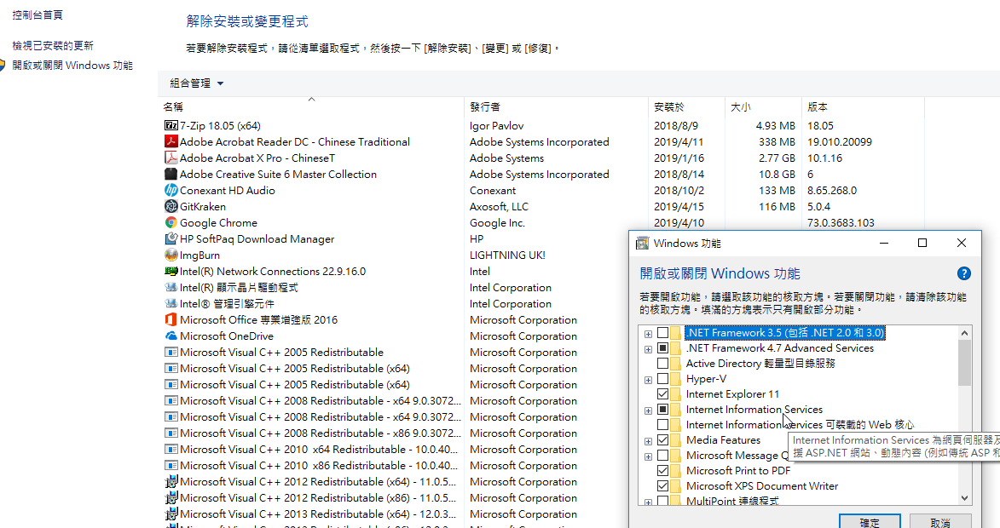 控制台首頁
檢視已安裝的更新
開啟或關閉 Windows 功能
解除安裝或變更程式
若要解除安裝程式，請從清單選取程式，然後按一下 [解除安裝]、[變更] 或 [修復]。
組合管理
名稱 發行者 安裝於 大小 版本
7-Zip 18.05 (x64) Igor Pavlov 2018/8/9 4.93 MB 18.05
Adobe Acrobat Reader DC - Chinese Traditional Adobe Systems Incorporated 2019/4/11 338 MB 19.010.20099
Adobe Acrobat X Pro - ChineseT Adobe Systems 2019/1/16 2.77 GB 10.1.16
Adobe Creative Suite 6 Master Collection Adobe Systems Incorporated 2018/8/14 10.8 GB 6
Conexant HD Audio Conexant 2018/10/2 133 MB 8.65.268.0
GitKraken Axosoft, LLC 2019/4/15 116 MB 5.0.4
Google Chrome Google Inc. 2019/4/10 73.0.3683.103
HP SoftPaq Download Manager HP
ImgBurn LIGHTNING UK!
Intel(R) Network Connections 22.9.16.0 Intel
Intel(R) 顯示晶片驅動程式 Intel Corporation
Intel® 管理引擎元件 Intel Corporation
Microsoft Office 專業增強版 2016 Microsoft Corporation
Microsoft OneDrive Microsoft Corporation
Microsoft Visual C++ 2005 Redistributable Microsoft Corporation
Microsoft Visual C++ 2005 Redistributable (x64) Microsoft Corporation
Microsoft Visual C++ 2005 Redistributable (x64) Microsoft Corporation
Microsoft Visual C++ 2008 Redistributable - x64 9.0.3072... Microsoft Corporation
Microsoft Visual C++ 2008 Redistributable - x64 9.0.3072... Microsoft Corporation
Microsoft Visual C++ 2008 Redistributable - x86 9.0.3072... Microsoft Corporation
Microsoft Visual C++ 2010 x64 Redistributable - 10.0.40... Microsoft Corporation
Microsoft Visual C++ 2010 x86 Redistributable - 10.0.40... Microsoft Corporation
Microsoft Visual C++ 2012 Redistributable (x64) - 11.0.5... Microsoft Corporation
Microsoft Visual C++ 2012 Redistributable (x86) - 11.0.5... Microsoft Corporation
Microsoft Visual C++ 2013 Redistributable (x64) - 12.0.3... Microsoft Corporation
Windows 功能
開啟或關閉 Windows 功能
若要開啟功能，請選取該功能的核取方塊。若要關閉功能，請清除該功能
的核取方塊。填滿的方塊表示只有開啟部分功能。
.NET Framework 3.5 (包括 .NET 2.0 和 3.0)
.NET Framework 4.7 Advanced Services
Active Directory 輕量型目錄服務
Hyper-V
Internet Explorer 11
Internet Information Services
Internet Information Services 可裝載的 Web 核心
Media Features
Microsoft Message
Microsoft Print to PDF
Microsoft XPS Document Writer
MultiPoint 連線程式
Internet Information Services 為網頁伺服器及
援 ASP.NET 網站、動態內容 (例如傳統 ASP 和
確定 取消